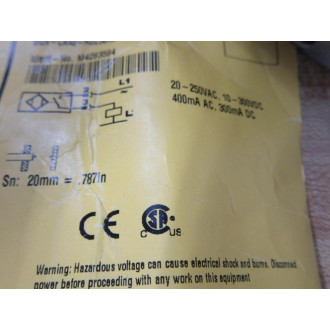 L1
20-250VAC, 10-300VDC
400mA AC, 300mA DC
L
Sn: 20mm = .787in
CE
SA
C US
Warning: Hazardous voltage can cause electrical shock and burns. Disconnect
power before proceeding with any work on this equipment